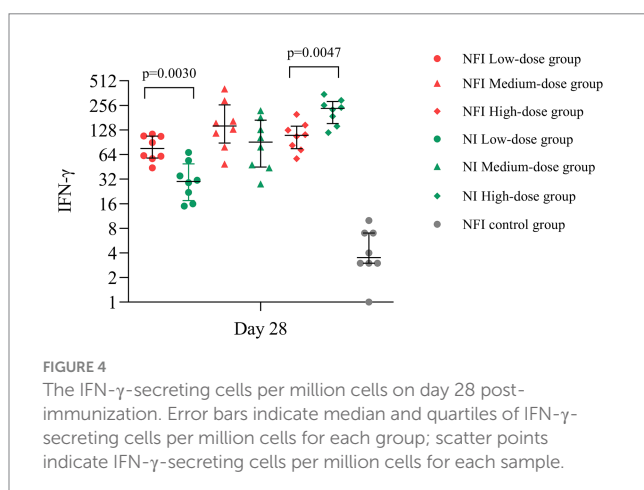 p=0.0030
p=0.0047
512
256
128
64
32
16
8
4
2
1
IFN-γ
Day 28
NFI Low-dose group
NFI Medium-dose group
NFI High-dose group
NI Low-dose group
NI Medium-dose group
NI High-dose group
NFI control group
FIGURE 4
The IFN-γ-secreting cells per million cells on day 28 post-
immunization. Error bars indicate median and quartiles of IFN-γ-
secreting cells per million cells for each group; scatter points
indicate IFN-γ-secreting cells per million cells for each sample.